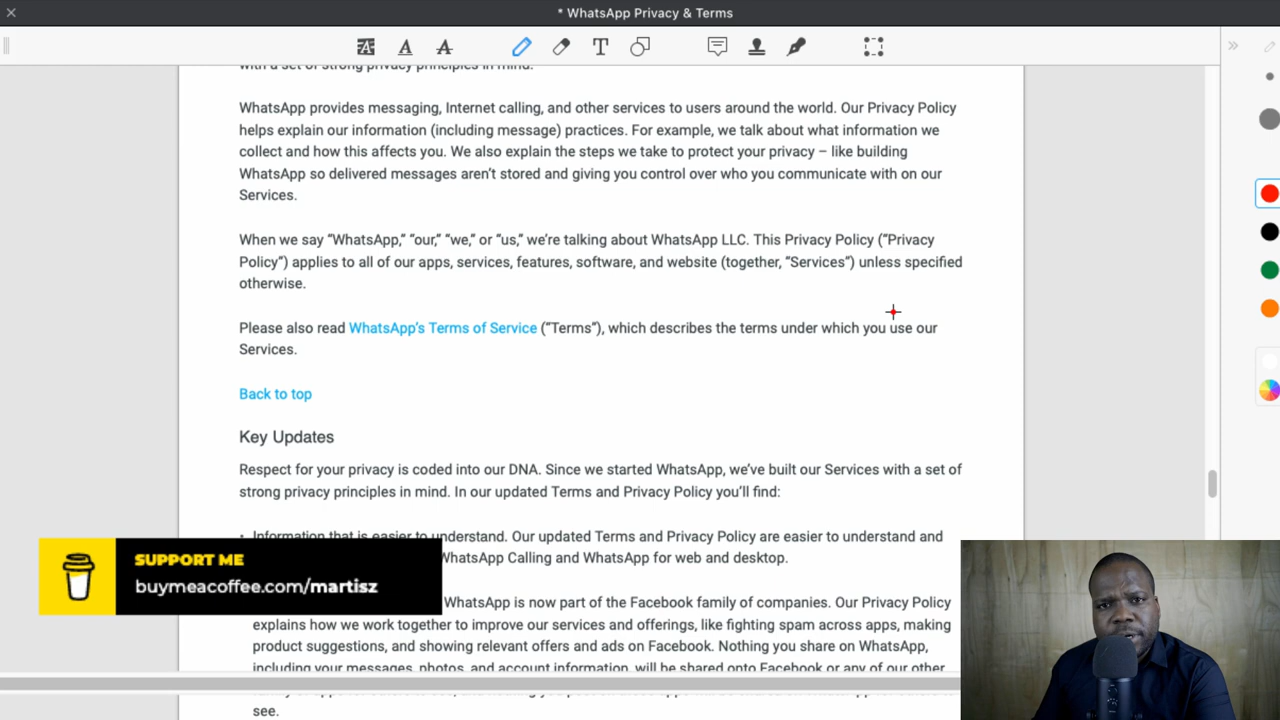 * WhatsApp Privacy & Terms
with a set of strong privacy principles in mind.
WhatsApp provides messaging, Internet calling, and other services to users around the world. Our Privacy Policy
helps explain our information (including message) practices. For example, we talk about what information we
collect and how this affects you. We also explain the steps we take to protect your privacy – like building
WhatsApp so delivered messages aren’t stored and giving you control over who you communicate with on our
Services.
When we say “WhatsApp,” “our,” “we,” or “us,” we’re talking about WhatsApp LLC. This Privacy Policy (“Privacy
Policy”) applies to all of our apps, services, features, software, and website (together, “Services”) unless specified
otherwise.
Please also read WhatsApp’s Terms of Service (“Terms”), which describes the terms under which you use our
Services.
Back to top
Key Updates
Respect for your privacy is coded into our DNA. Since we started WhatsApp, we’ve built our Services with a set of
strong privacy principles in mind. In our updated Terms and Privacy Policy you’ll find:
• Information that is easier to understand. Our updated Terms and Privacy Policy are easier to understand and
WhatsApp Calling and WhatsApp for web and desktop.
SUPPORT ME
buymeacoffee.com/martisz
WhatsApp is now part of the Facebook family of companies. Our Privacy Policy
explains how we work together to improve our services and offerings, like fighting spam across apps, making
product suggestions, and showing relevant offers and ads on Facebook. Nothing you share on WhatsApp,
including your messages, photos, and account information, will be shared onto Facebook or any of our other
see.